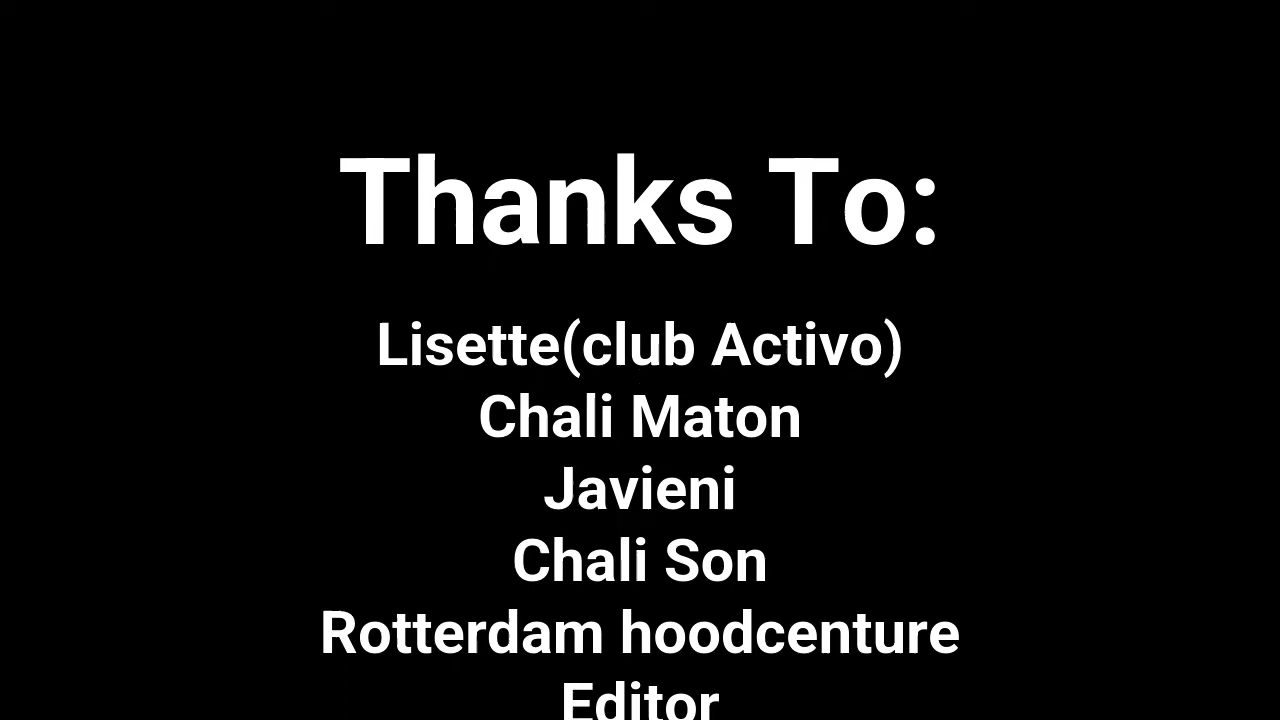 Thanks To:
Lisette(club Activo)
Chali Maton
Javieni
Chali Son
Rotterdam hoodcenture
Editor